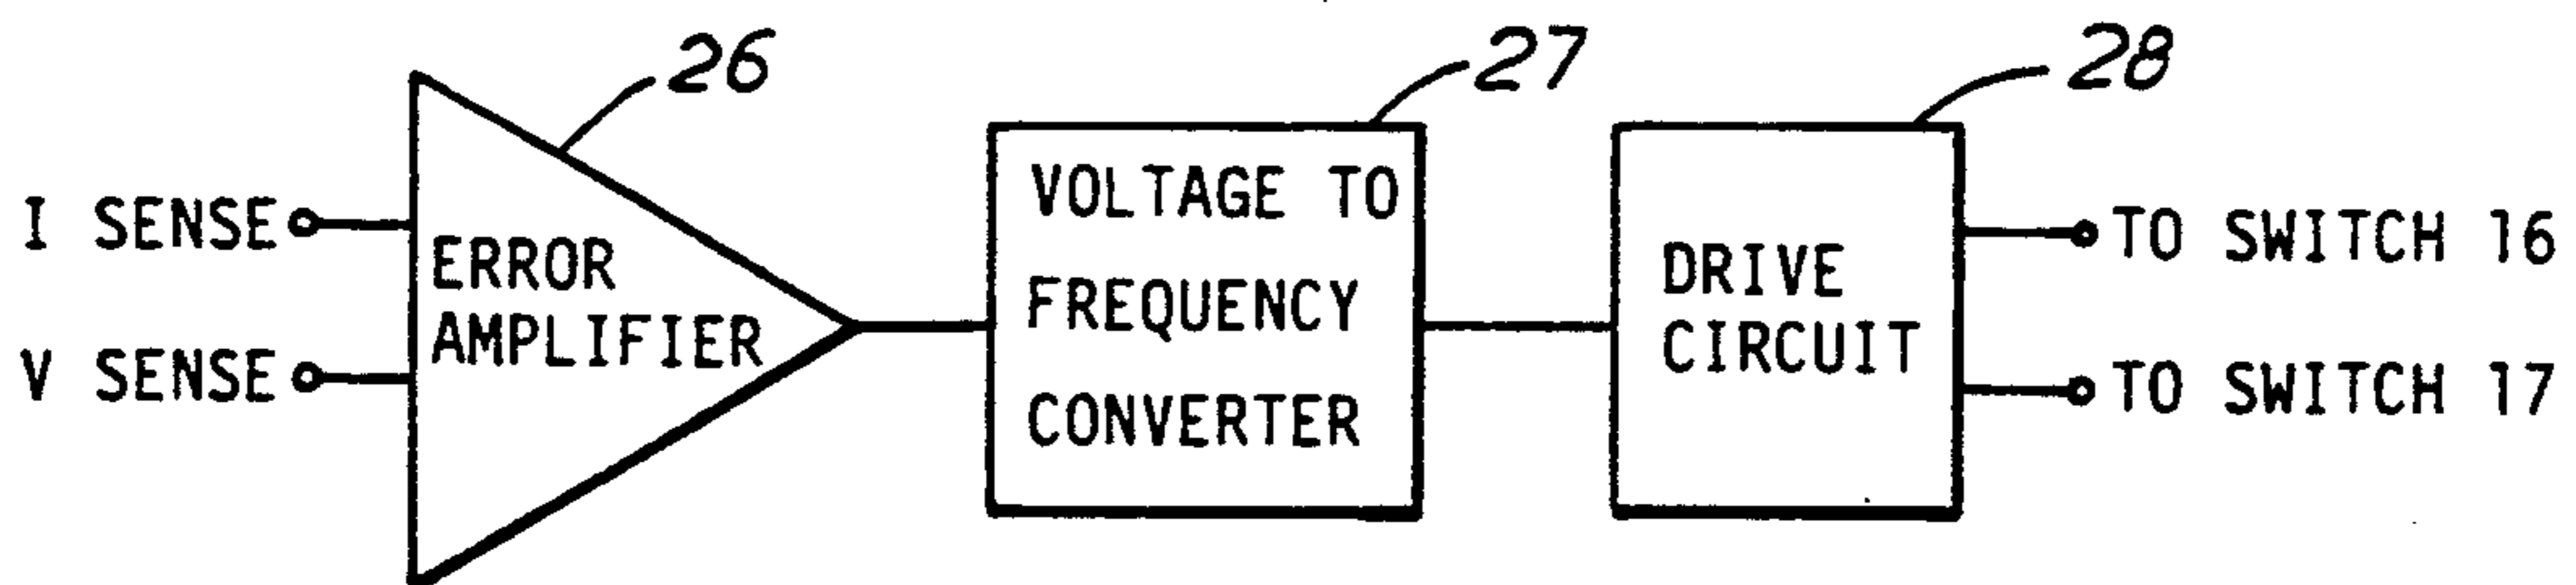 26
27
28
I SENSE
V SENSE
ERROR
AMPLIFIER
VOLTAGE TO
FREQUENCY
CONVERTER
DRIVE
CIRCUIT
TO SWITCH 16
TO SWITCH 17